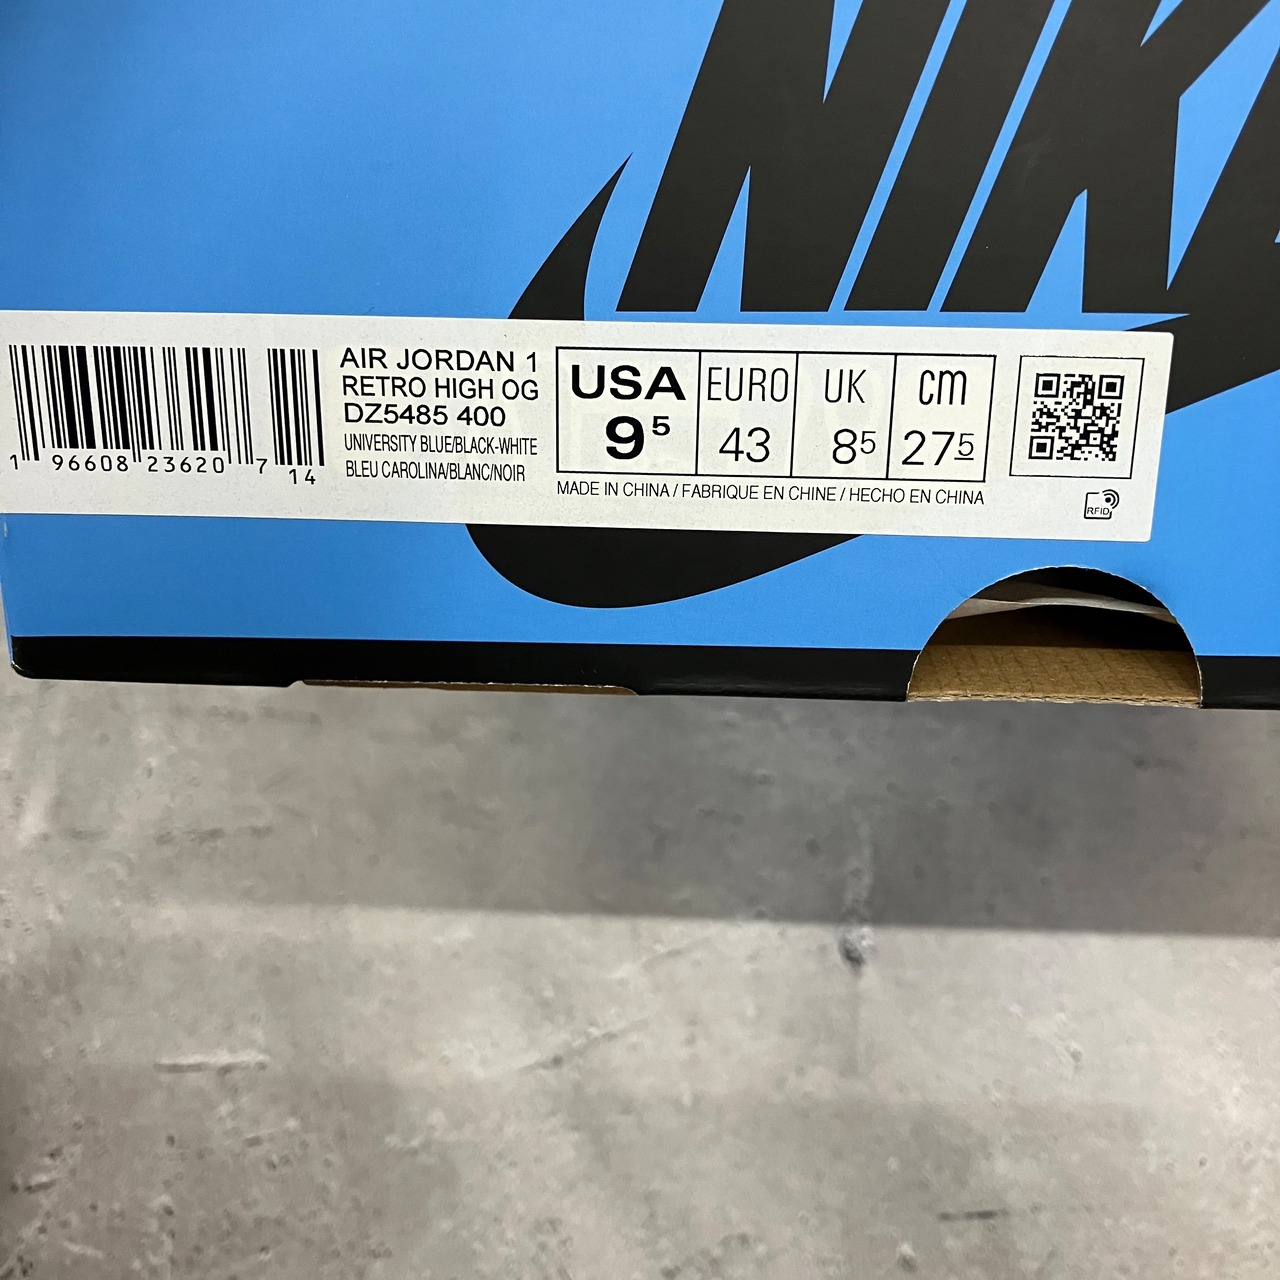 NIKE
AIR JORDAN 1
RETRO HIGH OG
DZ5485 400
UNIVERSITY BLUE/BLACK-WHITE
BLEU CAROLINA/BLANC/NOIR
1 96608 23620 7 14
USA EURO UK cm
9⁵ 43 8⁵ 27⁵
MADE IN CHINA / FABRIQUE EN CHINE / HECHO EN CHINA
RFID